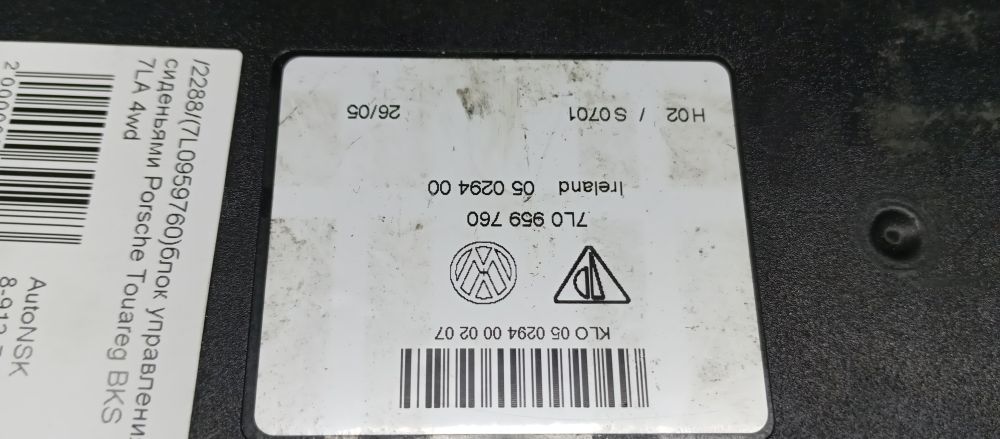 /2288/(7L0959760)блок управлени
сиденьями Porsche Touareg BKS
7LA 4wd
AutoNSK
KLO 05 0294 00 02 07
7L0 959 760
Ireland 05 0294 00
H02 / S0701 26/05